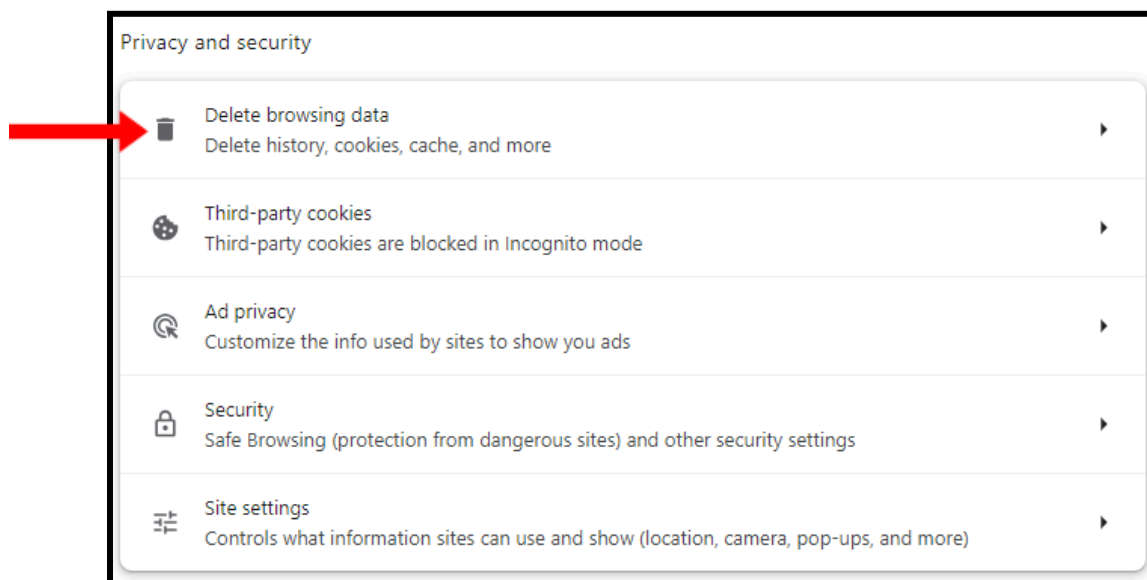 Privacy and security
Delete browsing data
Delete history, cookies, cache, and more
Third-party cookies
Third-party cookies are blocked in Incognito mode
Ad privacy
Customize the info used by sites to show you ads
Security
Safe Browsing (protection from dangerous sites) and other security settings
Site settings
Controls what information sites can use and show (location, camera, pop-ups, and more)